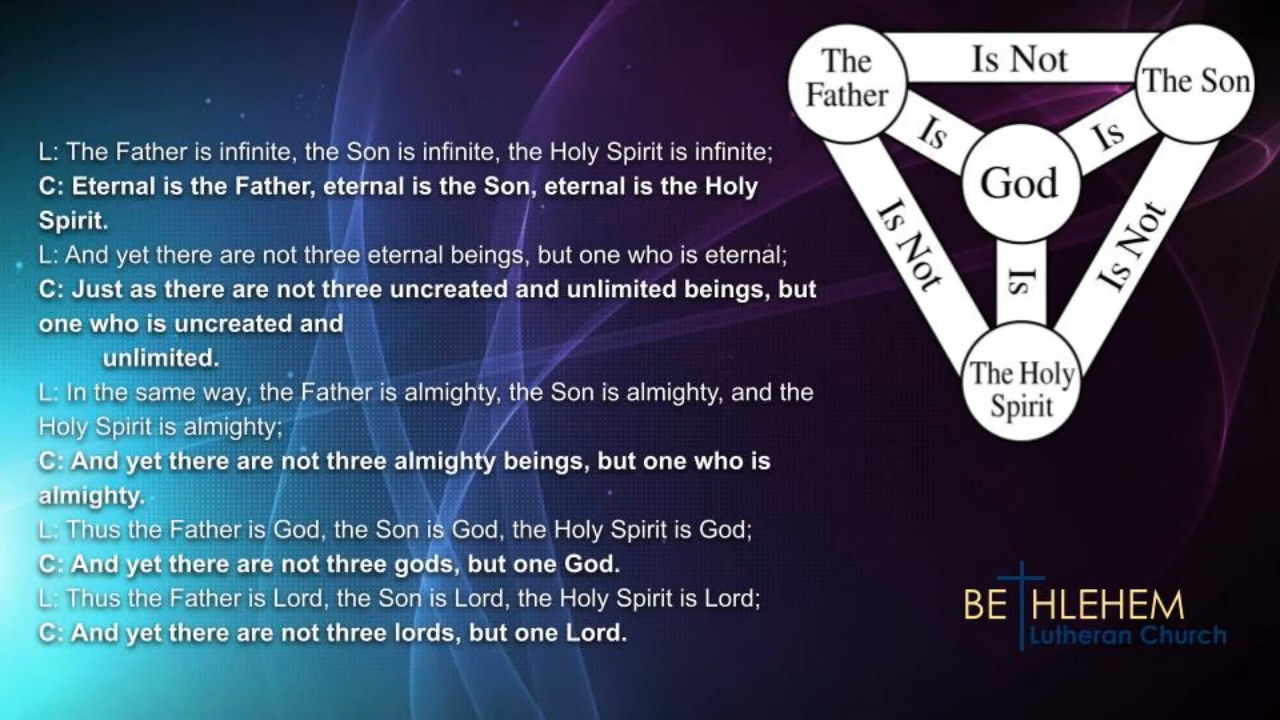 L: The Father is infinite, the Son is infinite, the Holy Spirit is infinite;
C: Eternal is the Father, eternal is the Son, eternal is the Holy
Spirit.
L: And yet there are not three eternal beings, but one who is eternal;
C: Just as there are not three uncreated and unlimited beings, but
one who is uncreated and
unlimited.
L: In the same way, the Father is almighty, the Son is almighty, and the
Holy Spirit is almighty;
C: And yet there are not three almighty beings, but one who is
almighty.
L: Thus the Father is God, the Son is God, the Holy Spirit is God;
C: And yet there are not three gods, but one God.
L: Thus the Father is Lord, the Son is Lord, the Holy Spirit is Lord;
C: And yet there are not three lords, but one Lord.
The
Father
Is Not
The Son
Is
Is
God
Is Not
Is
Is Not
The Holy
Spirit
BETHLEHEM
Lutheran Church